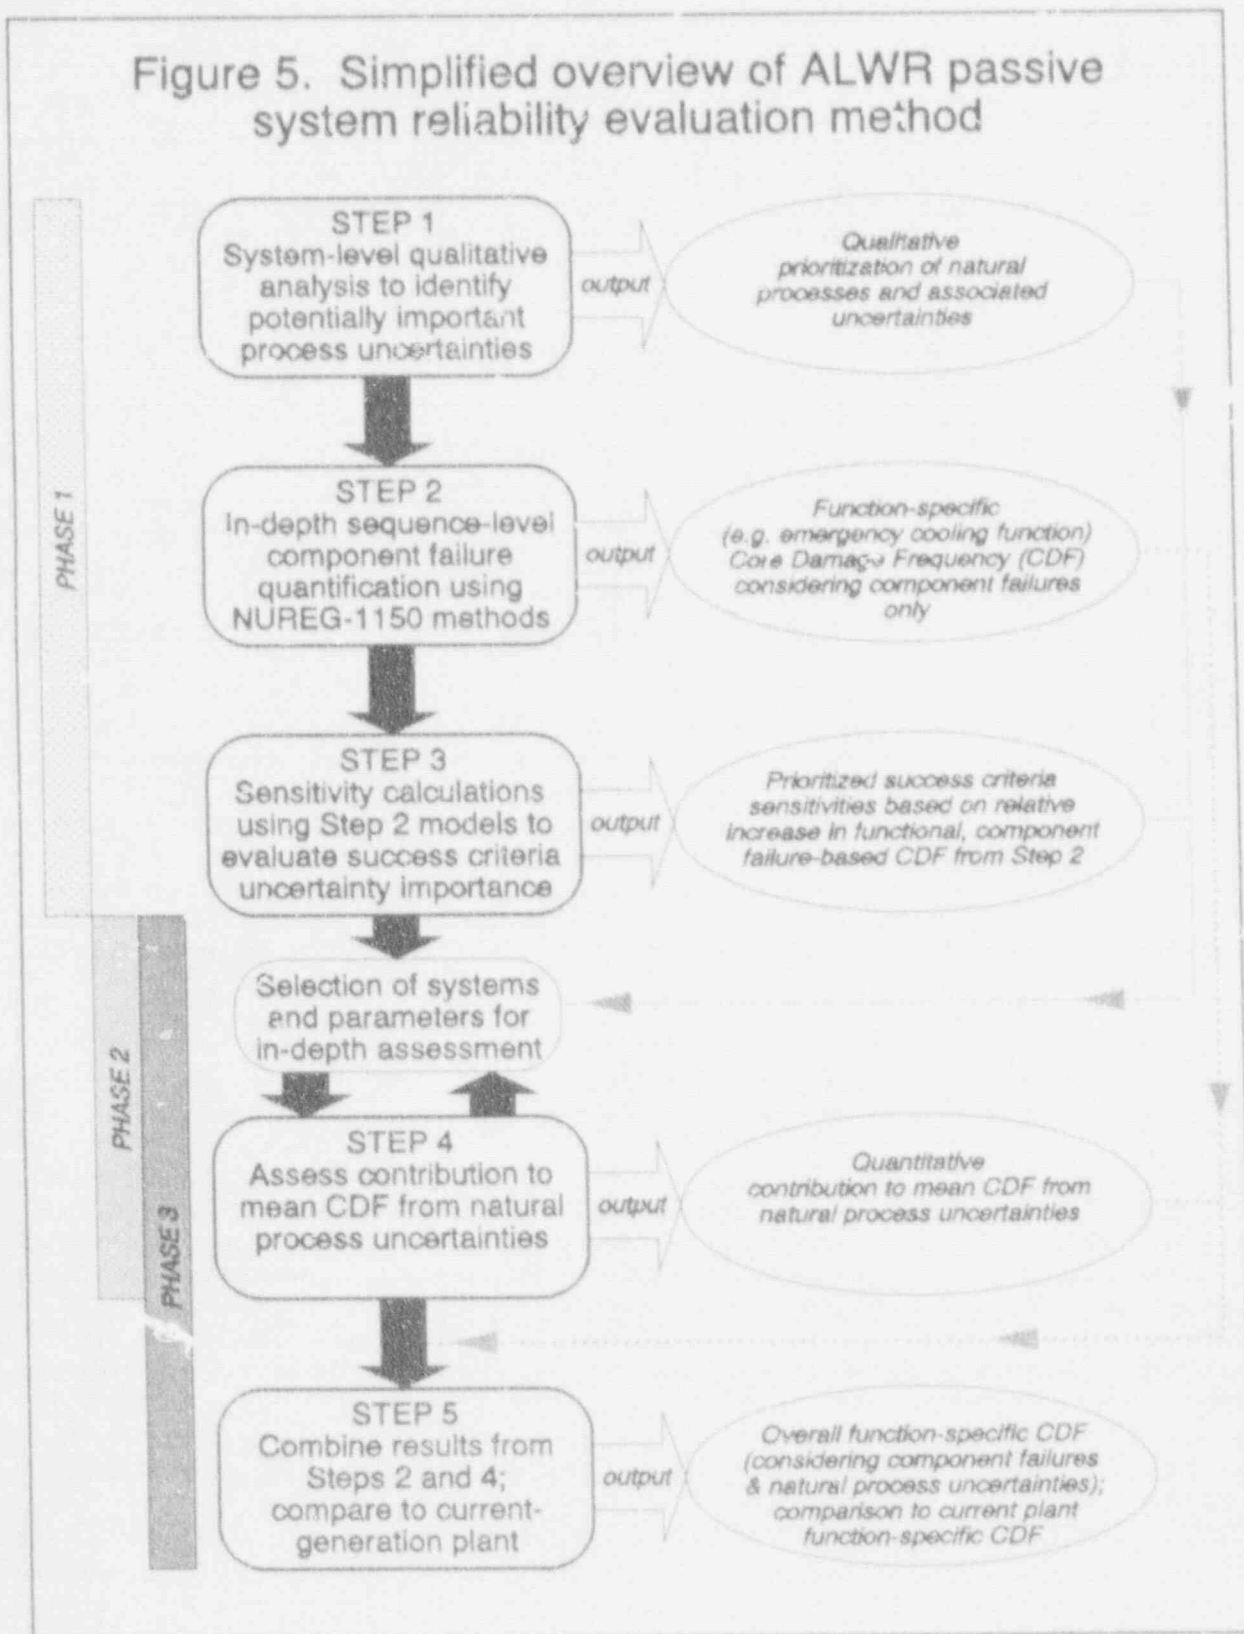 Figure 5. Simplified overview of ALWR passive
system reliability evaluation method
PHASE 1
STEP 1
System-level qualitative
analysis to identify
potentially important
process uncertainties
output
Qualitative
prioritization of natural
processes and associated
uncertainties
STEP 2
In-depth sequence-level
component failure
quantification using
NUREG-1150 methods
output
Function-specific
(e.g. emergency cooling function)
Core Damage Frequency (CDF)
considering component failures
only
STEP 3
Sensitivity calculations
using Step 2 models to
evaluate success criteria
uncertainty importance
output
Prioritized success criteria
sensitivities based on relative
increase in functional, component
failure-based CDF from Step 2
PHASE 2
PHASE 3
Selection of systems
and parameters for
in-depth assessment
STEP 4
Assess contribution to
mean CDF from natural
process uncertainties
output
Quantitative
contribution to mean CDF from
natural process uncertainties
STEP 5
Combine results from
Steps 2 and 4;
compare to current-
generation plant
output
Overall function-specific CDF
(considering component failures
& natural process uncertainties);
comparison to current plant
function-specific CDF